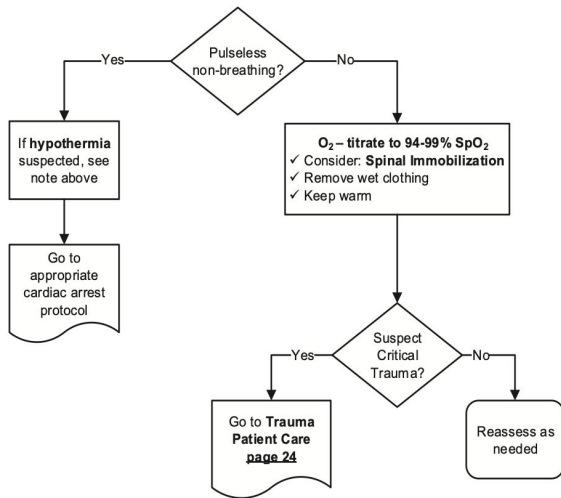 Pulseless
non-breathing?
Yes
No
If hypothermia
suspected, see
note above
O₂ – titrate to 94-99% SpO₂
✓ Consider: Spinal Immobilization
✓ Remove wet clothing
✓ Keep warm
Go to
appropriate
cardiac arrest
protocol
Suspect
Critical
Trauma?
Yes
No
Go to Trauma
Patient Care
page 24
Reassess as
needed